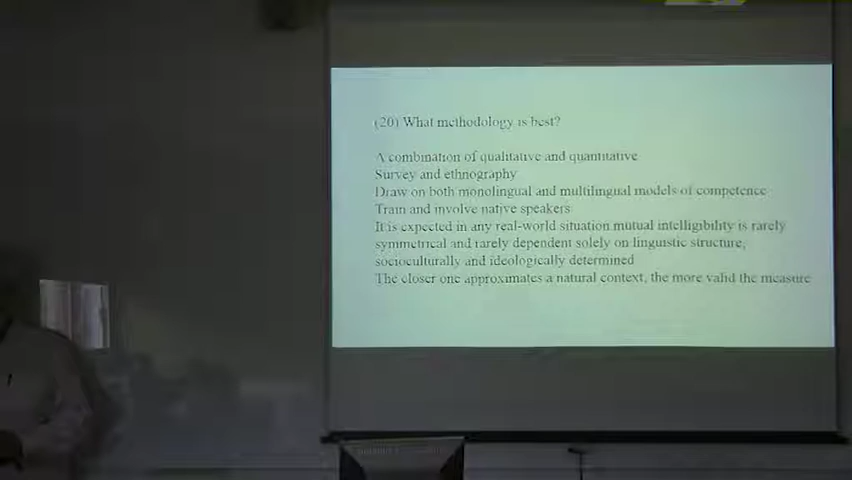 (20) What methodology is best?
A combination of qualitative and quantitative
Survey and ethnography
Draw on both monolingual and multilingual models of competence
Train and involve native speakers
It is expected in any real-world situation mutual intelligibility is rarely
symmetrical and rarely dependent solely on linguistic structure,
socioculturally and ideologically determined
The closer one approximates a natural context, the more valid the measure